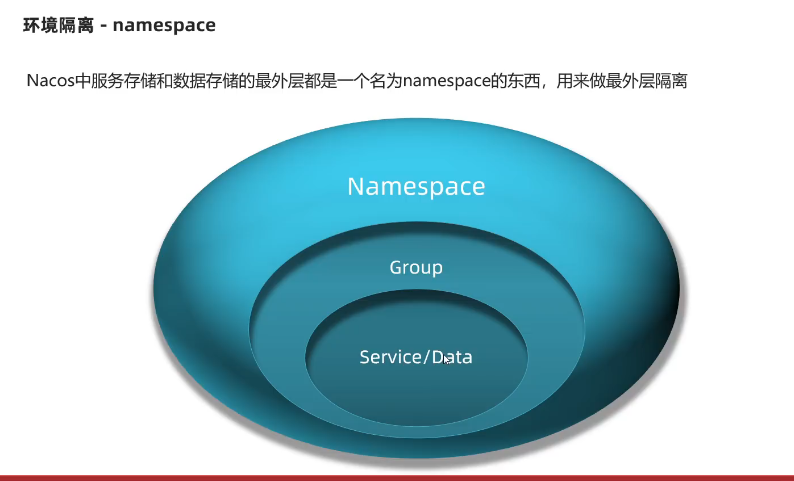 环境隔离 - namespace
Nacos中服务存储和数据存储的最外层都是一个名为namespace的东西，用来做最外层隔离
Namespace
Group
Service/Data